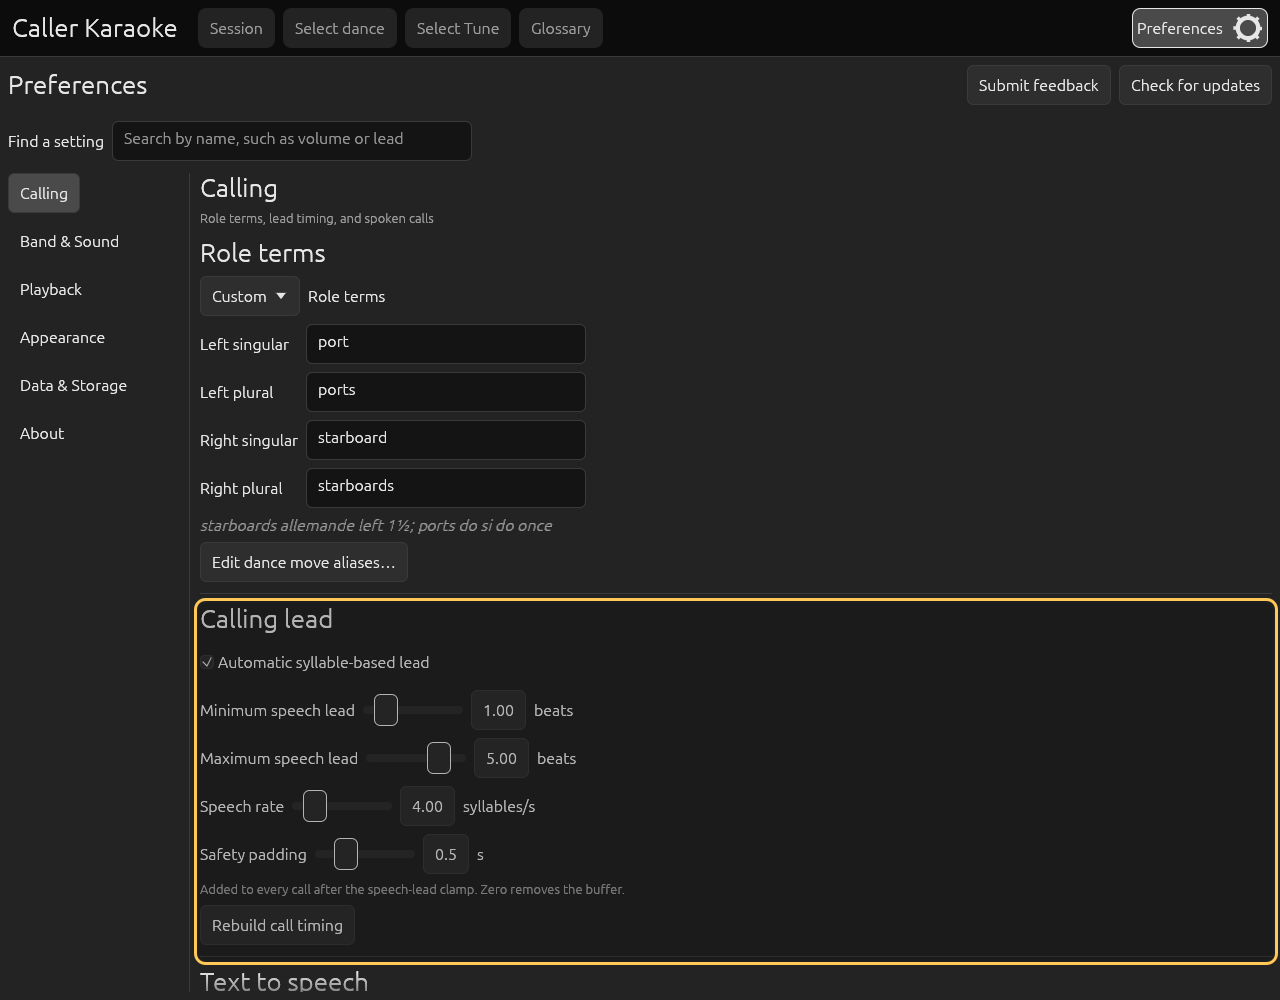 Caller Karaoke Session Select dance Select Tune Glossary Preferences
Preferences Submit feedback Check for updates
Find a setting Search by name, such as volume or lead
Calling
Band & Sound
Playback
Appearance
Data & Storage
About
Calling
Role terms, lead timing, and spoken calls
Role terms
Custom Role terms
Left singular port
Left plural ports
Right singular starboard
Right plural starboards
starboards allemande left 1½; ports do si do once
Edit dance move aliases…
Calling lead
Automatic syllable-based lead
Minimum speech lead 1.00 beats
Maximum speech lead 5.00 beats
Speech rate 4.00 syllables/s
Safety padding 0.5 s
Added to every call after the speech-lead clamp. Zero removes the buffer.
Rebuild call timing
Text to speech